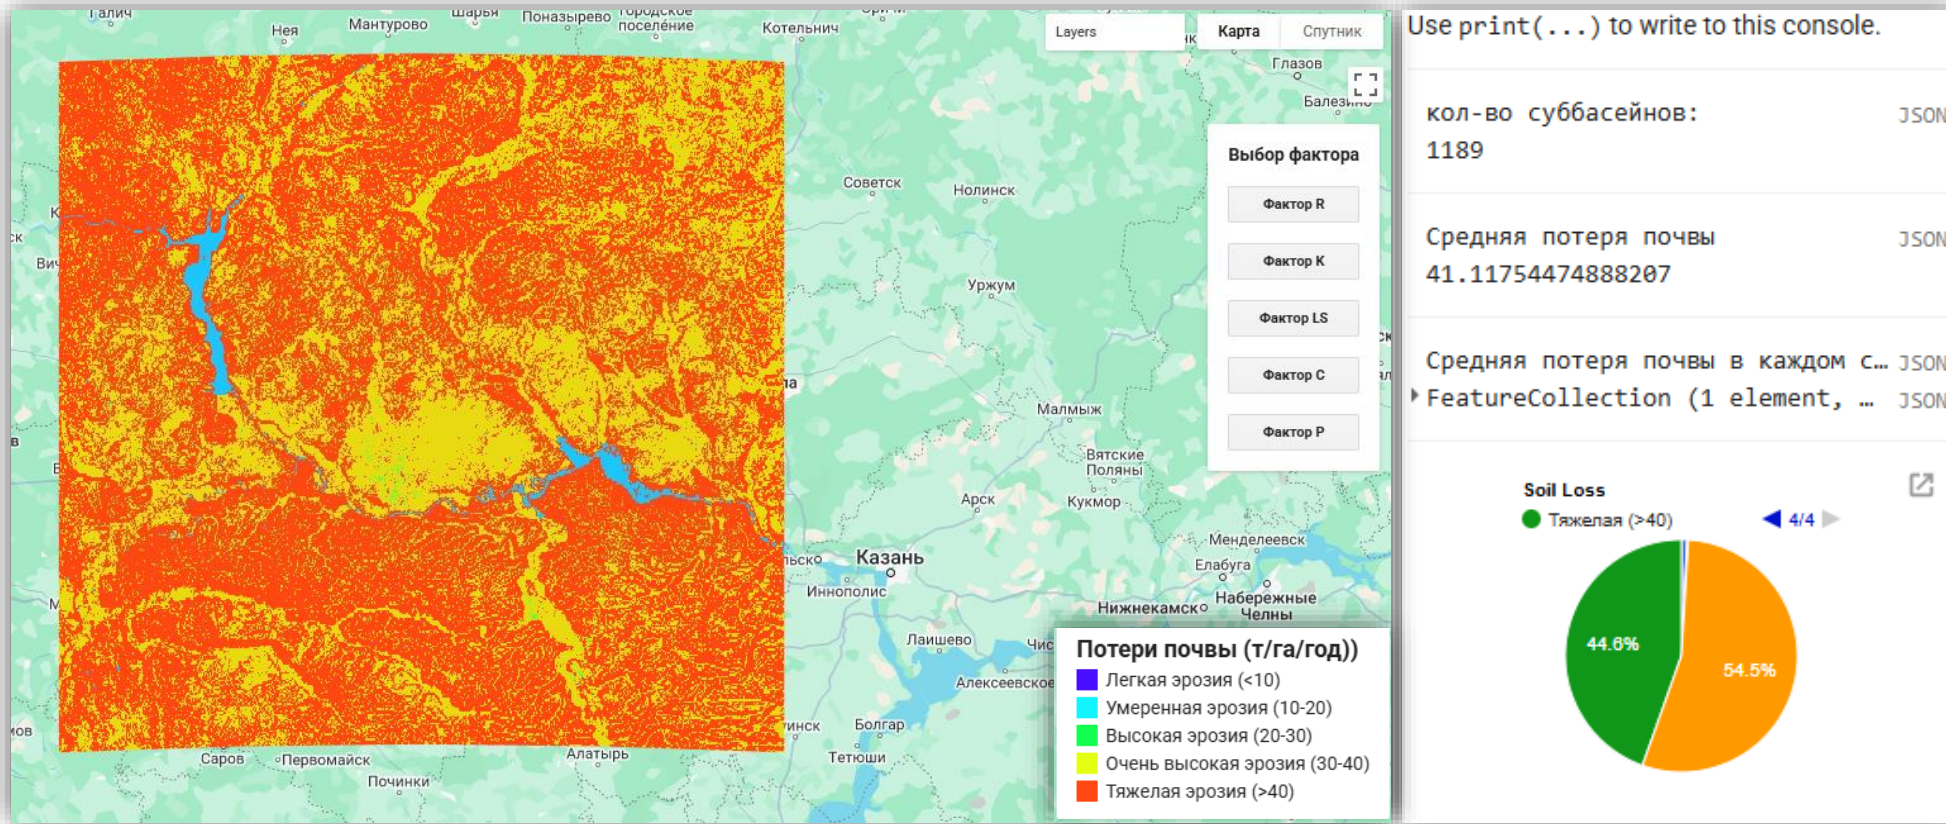 Галич
Нея
Мантурово
Шарья
Поназырево
городское
поселение
Котельнич
Layers
Карта
Спутник
Глазов
Балезино
Выбор фактора
Фактор R
Фактор K
Фактор LS
Фактор C
Фактор P
Советск
Нолинск
Уржум
Малмыж
Вятские
Поляны
Кукмор
Арск
Менделеевск
Елабуга
Набережные
Челны
Нижнекамск
Казань
Иннополис
Лаишево
Чис
Алексеевское
Болгар
Тетюши
уинск
Алатырь
Саров
Первомайск
Починки
Потери почвы (т/га/год))
Легкая эрозия (<10)
Умеренная эрозия (10-20)
Высокая эрозия (20-30)
Очень высокая эрозия (30-40)
Тяжелая эрозия (>40)
Use print(...) to write to this console.
кол-во суббасейнов:
JSON
1189
Средняя потеря почвы
JSON
41.11754474888207
Средняя потеря почвы в каждом с…
JSON
FeatureCollection (1 element, …
JSON
Soil Loss
Тяжелая (>40)
4/4
44.6%
54.5%